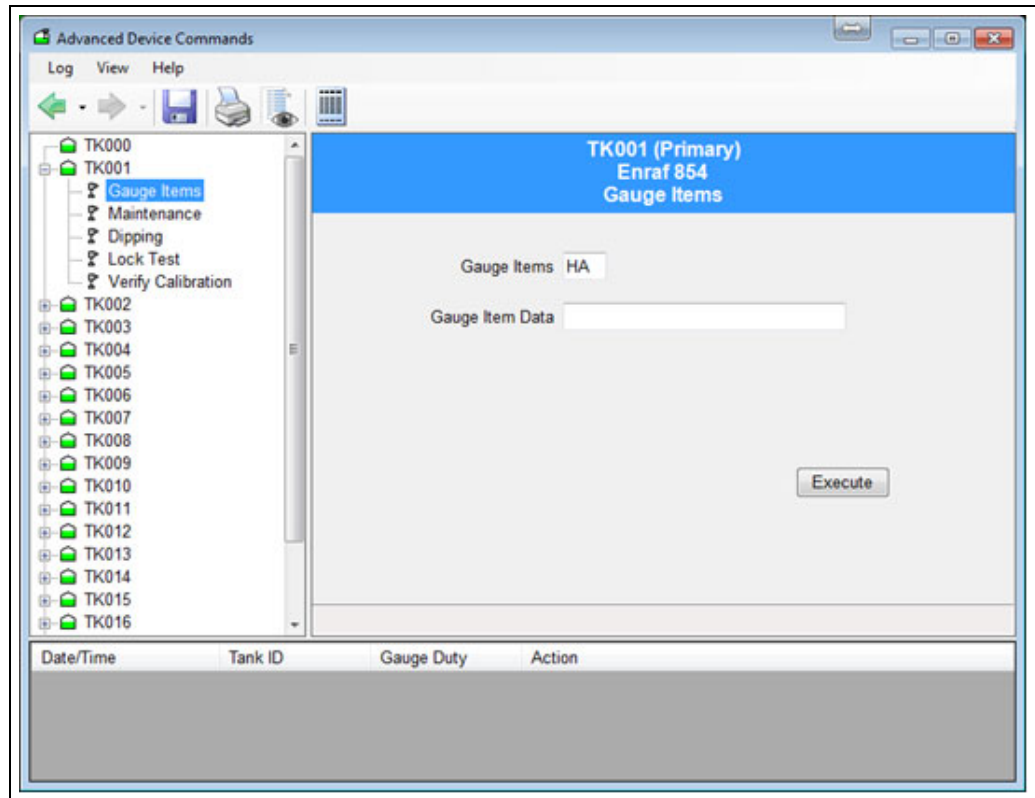 Advanced Device Commands
Log View Help
TK000
TK001
Gauge Items
Maintenance
Dipping
Lock Test
Verify Calibration
TK002
TK003
TK004
TK005
TK006
TK007
TK008
TK009
TK010
TK011
TK012
TK013
TK014
TK015
TK016
TK001 (Primary)
Enraf 854
Gauge Items
Gauge Items HA
Gauge Item Data
Execute
Date/Time Tank ID Gauge Duty Action